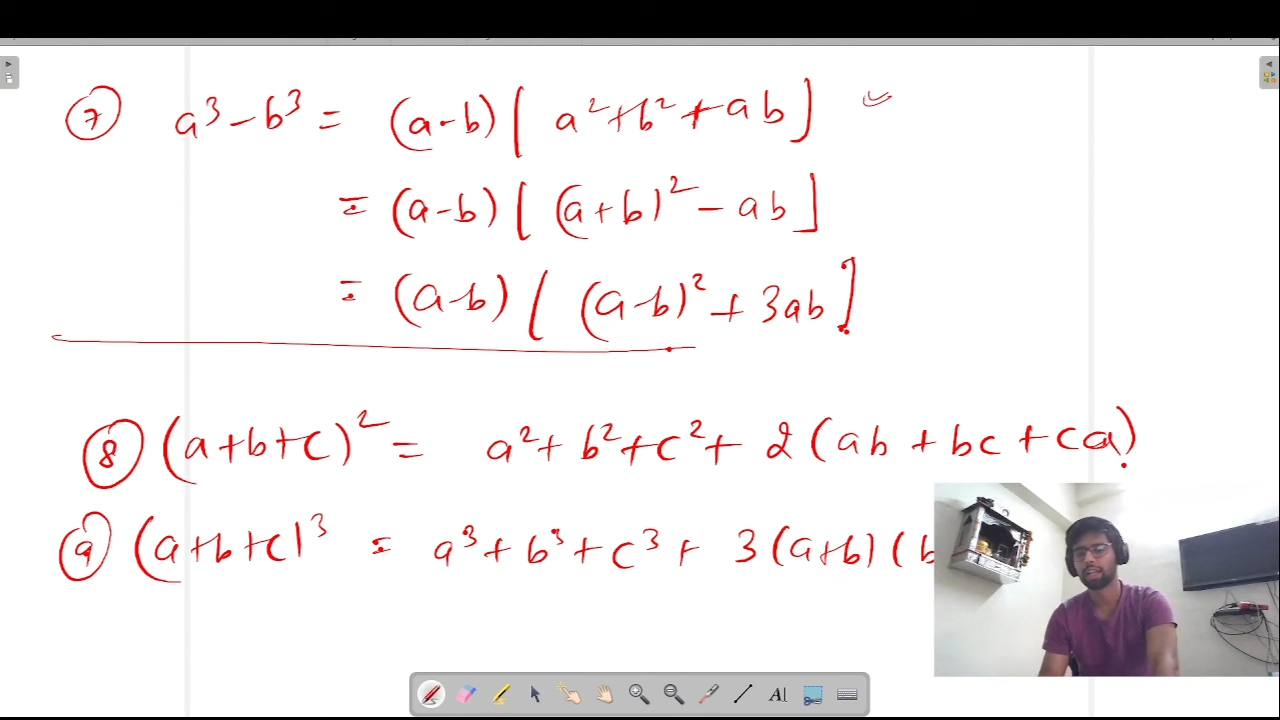 7 a³-b³ = (a-b)[a²+b²+ab]
= (a-b)[(a+b)²-ab]
= (a-b)[(a-b)²+3ab]
8 (a+b+c)² = a²+b²+c²+2(ab+bc+ca)
9 (a+b+c)³ = a³+b³+c³+3(a+b)(b
AI